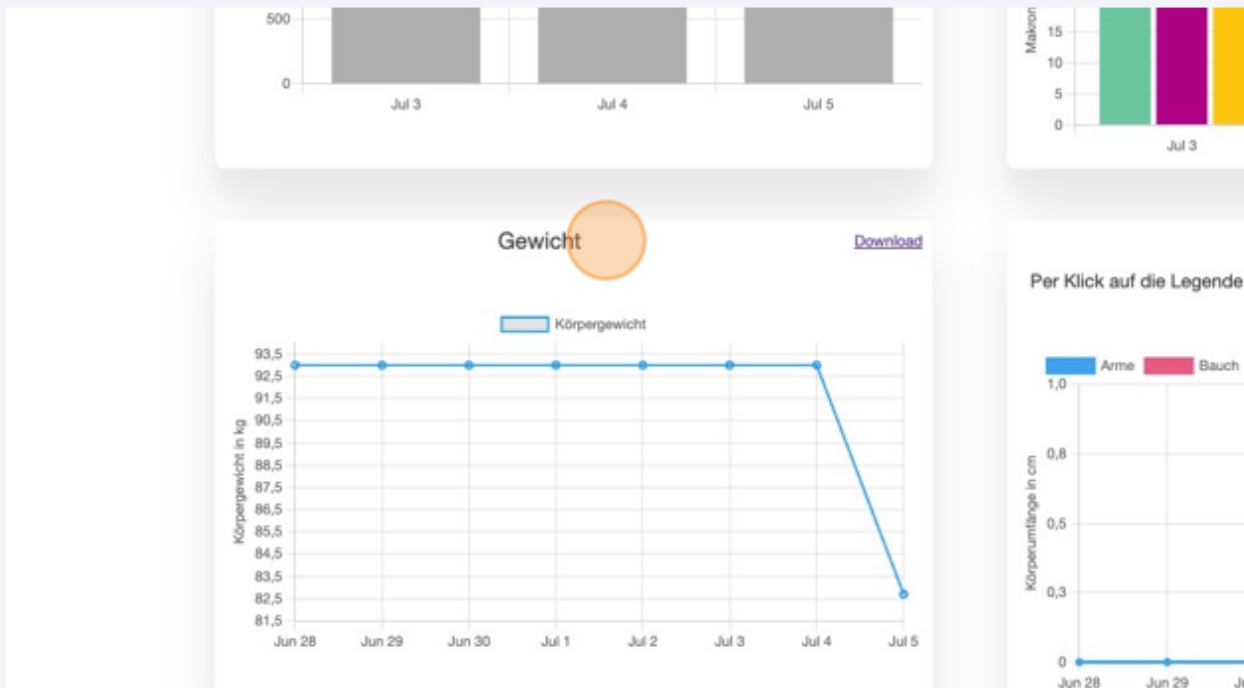 500
0
Jul 3
Jul 4
Jul 5
Makron
15
10
5
0
Jul 3
Gewicht
Download
Körpergewicht
Körpergewicht in kg
93,5
92,5
91,5
90,5
89,5
88,5
87,5
86,5
85,5
84,5
83,5
82,5
81,5
Jun 28
Jun 29
Jun 30
Jul 1
Jul 2
Jul 3
Jul 4
Jul 5
Per Klick auf die Legende
Arme
Bauch
Körperumfänge in cm
1,0
0,8
0,5
0,3
0
Jun 28
Jun 29